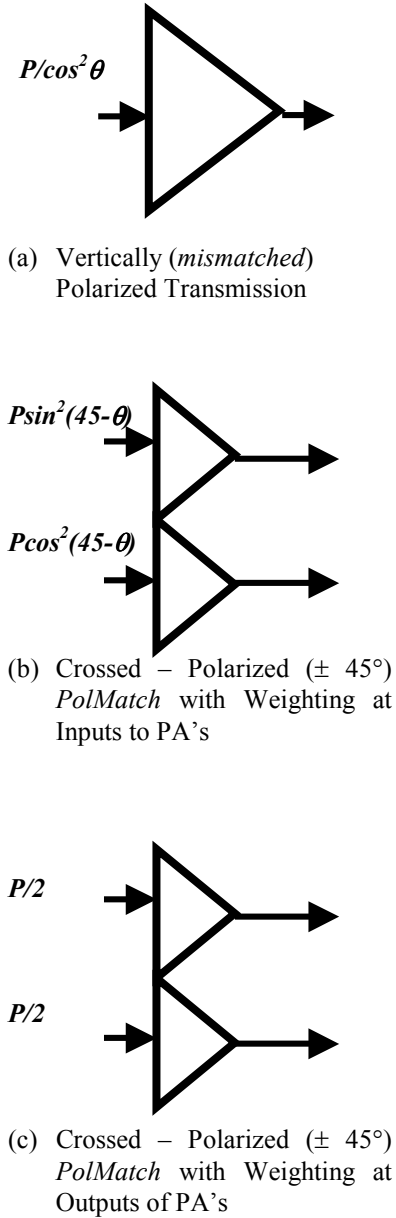 P/cos²θ
(a) Vertically (mismatched)
Polarized Transmission
Psin²(45-θ)
Pcos²(45-θ)
(b) Crossed – Polarized (± 45°)
PolMatch with Weighting at
Inputs to PA's
P/2
P/2
(c) Crossed – Polarized (± 45°)
PolMatch with Weighting at
Outputs of PA's